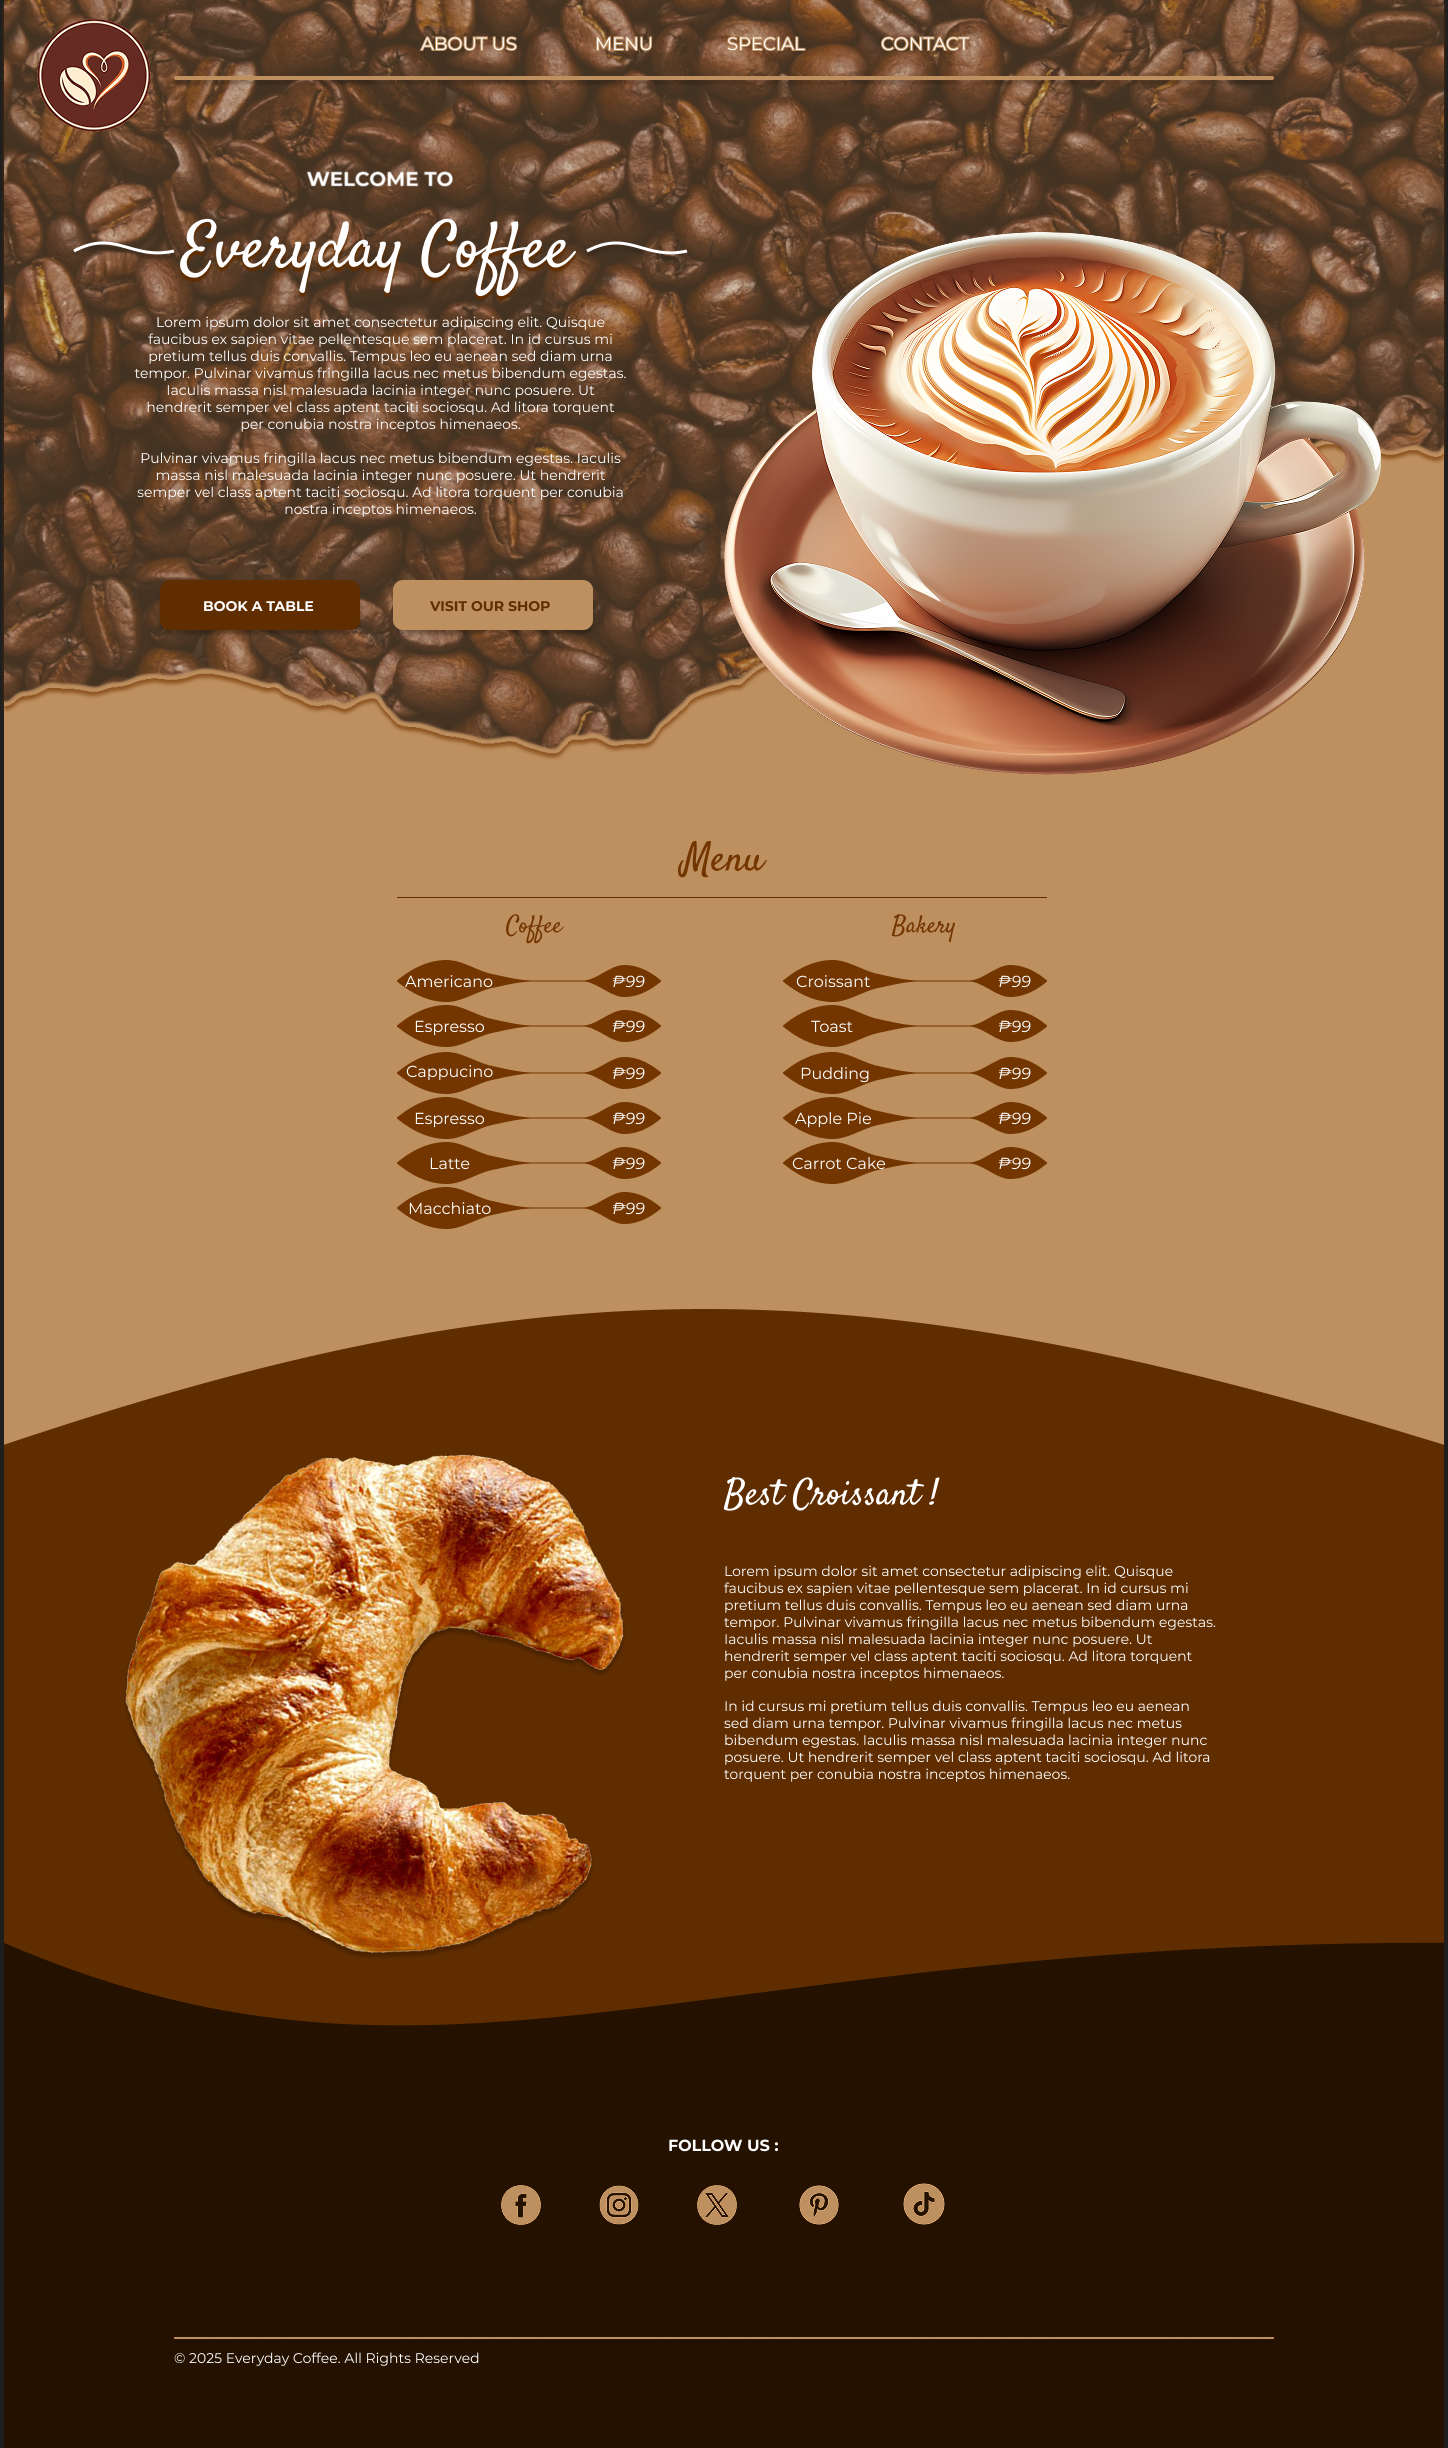 ABOUT US
MENU
SPECIAL
CONTACT
WELCOME TO
Everyday Coffee
Lorem ipsum dolor sit amet consectetur adipiscing elit. Quisque
faucibus ex sapien vitae pellentesque sem placerat. In id cursus mi
pretium tellus duis convallis. Tempus leo eu aenean sed diam urna
tempor. Pulvinar vivamus fringilla lacus nec metus bibendum egestas.
Iaculis massa nisl malesuada lacinia integer nunc posuere. Ut
hendrerit semper vel class aptent taciti sociosqu. Ad litora torquent
per conubia nostra inceptos himenaeos.
Pulvinar vivamus fringilla lacus nec metus bibendum egestas. Iaculis
massa nisl malesuada lacinia integer nunc posuere. Ut hendrerit
semper vel class aptent taciti sociosqu. Ad litora torquent per conubia
nostra inceptos himenaeos.
BOOK A TABLE
VISIT OUR SHOP
Menu
Coffee
Americano ₱99
Espresso ₱99
Cappucino ₱99
Espresso ₱99
Latte ₱99
Macchiato ₱99
Bakery
Croissant ₱99
Toast ₱99
Pudding ₱99
Apple Pie ₱99
Carrot Cake ₱99
Best Croissant !
Lorem ipsum dolor sit amet consectetur adipiscing elit. Quisque
faucibus ex sapien vitae pellentesque sem placerat. In id cursus mi
pretium tellus duis convallis. Tempus leo eu aenean sed diam urna
tempor. Pulvinar vivamus fringilla lacus nec metus bibendum egestas.
Iaculis massa nisl malesuada lacinia integer nunc posuere. Ut
hendrerit semper vel class aptent taciti sociosqu. Ad litora torquent
per conubia nostra inceptos himenaeos.
In id cursus mi pretium tellus duis convallis. Tempus leo eu aenean
sed diam urna tempor. Pulvinar vivamus fringilla lacus nec metus
bibendum egestas. Iaculis massa nisl malesuada lacinia integer nunc
posuere. Ut hendrerit semper vel class aptent taciti sociosqu. Ad litora
torquent per conubia nostra inceptos himenaeos.
FOLLOW US :
© 2025 Everyday Coffee. All Rights Reserved